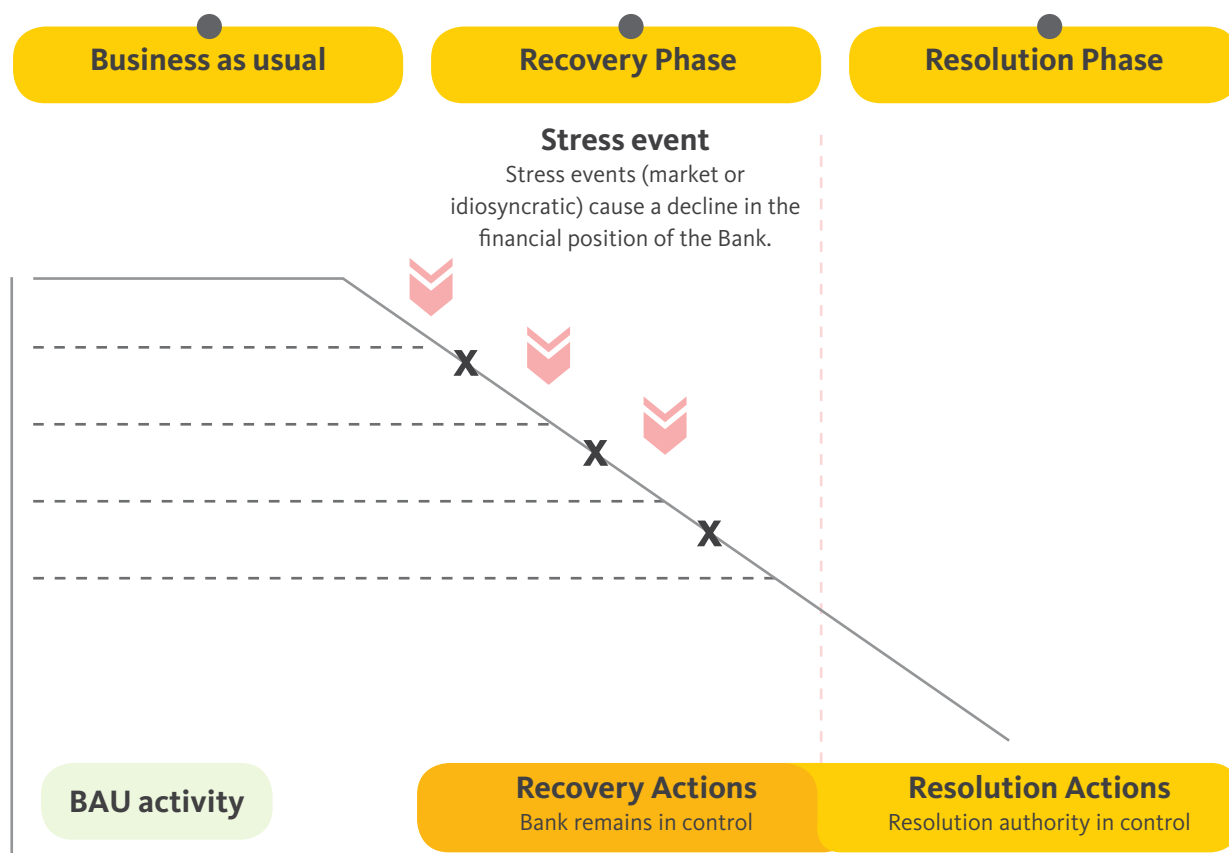 Business as usual
Recovery Phase
Resolution Phase
Stress event
Stress events (market or
idiosyncratic) cause a decline in the
financial position of the Bank.
X
X
X
BAU activity
Recovery Actions
Bank remains in control
Resolution Actions
Resolution authority in control